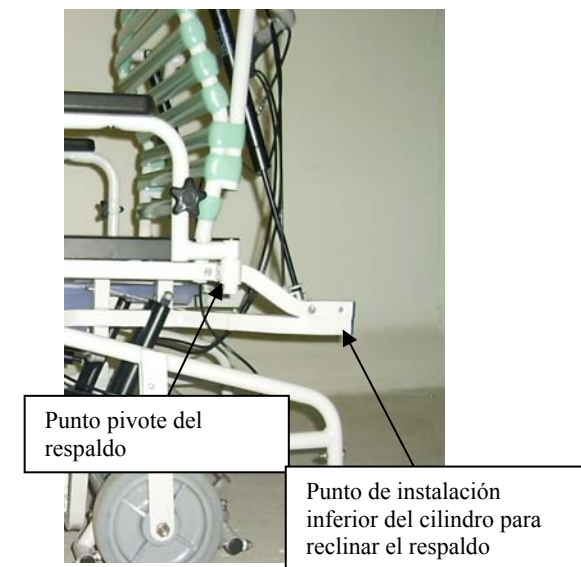 Punto pivote del
respaldo
Punto de instalación
inferior del cilindro para
reclinar el respaldo